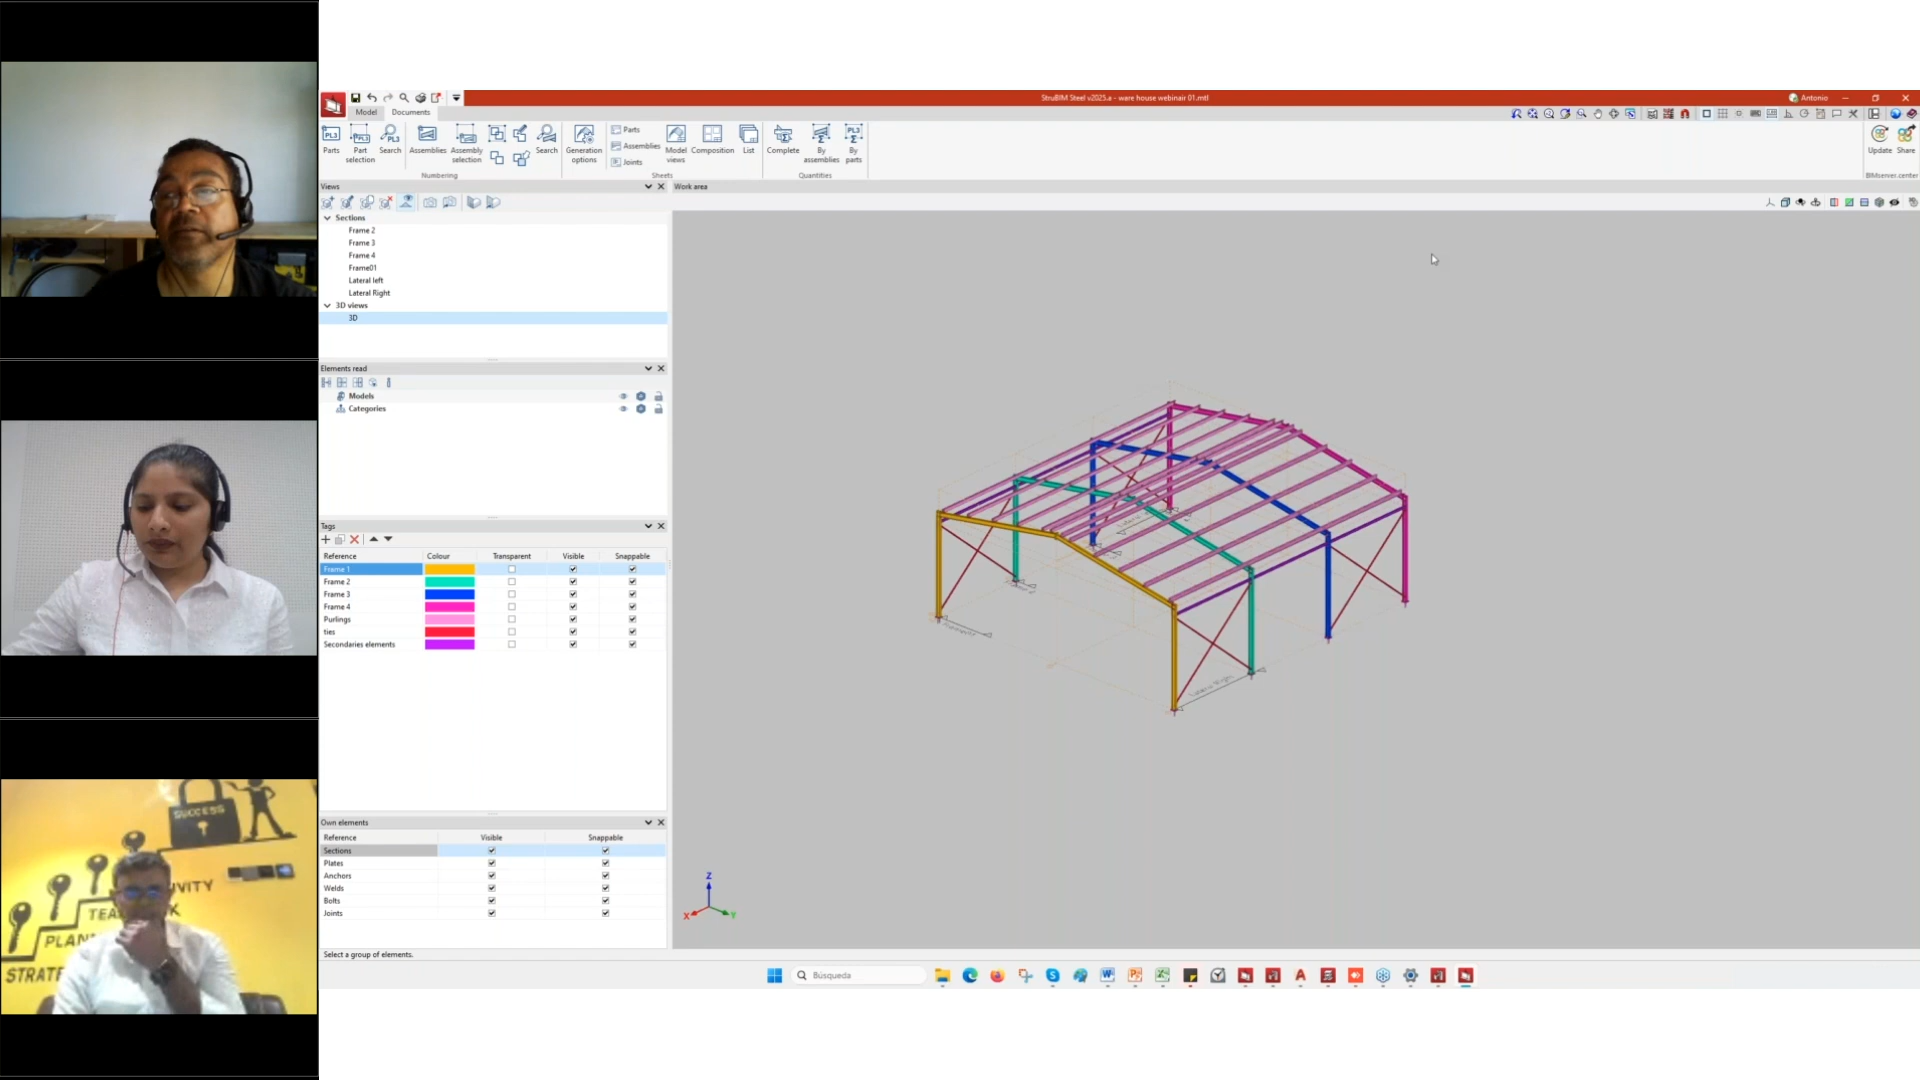 StruBIM Steel v2025.a - ware house webinair 01.mtl
Antonio
Model
Documents
Parts
Part selection
Search
Assemblies
Assembly selection
Search
Generation options
Parts
Assemblies
Joints
Model views
Composition
List
Complete
By assemblies
By parts
Update
Share
Numbering
Sheets
Quantities
BIMserver.center
Views
Work area
Sections
Frame 2
Frame 3
Frame 4
Frame01
Lateral left
Lateral Right
3D views
3D
Elements read
Models
Categories
Tags
Reference
Colour
Transparent
Visible
Snappable
Frame 1
Frame 2
Frame 3
Frame 4
Purlings
ties
Secondaries elements
Own elements
Reference
Visible
Snappable
Sections
Plates
Anchors
Welds
Bolts
Joints
Lateral Right
Z
X
Y
Select a group of elements.
Búsqueda
SUCCESS
STRATE
PLAN
TEA
K
VITY